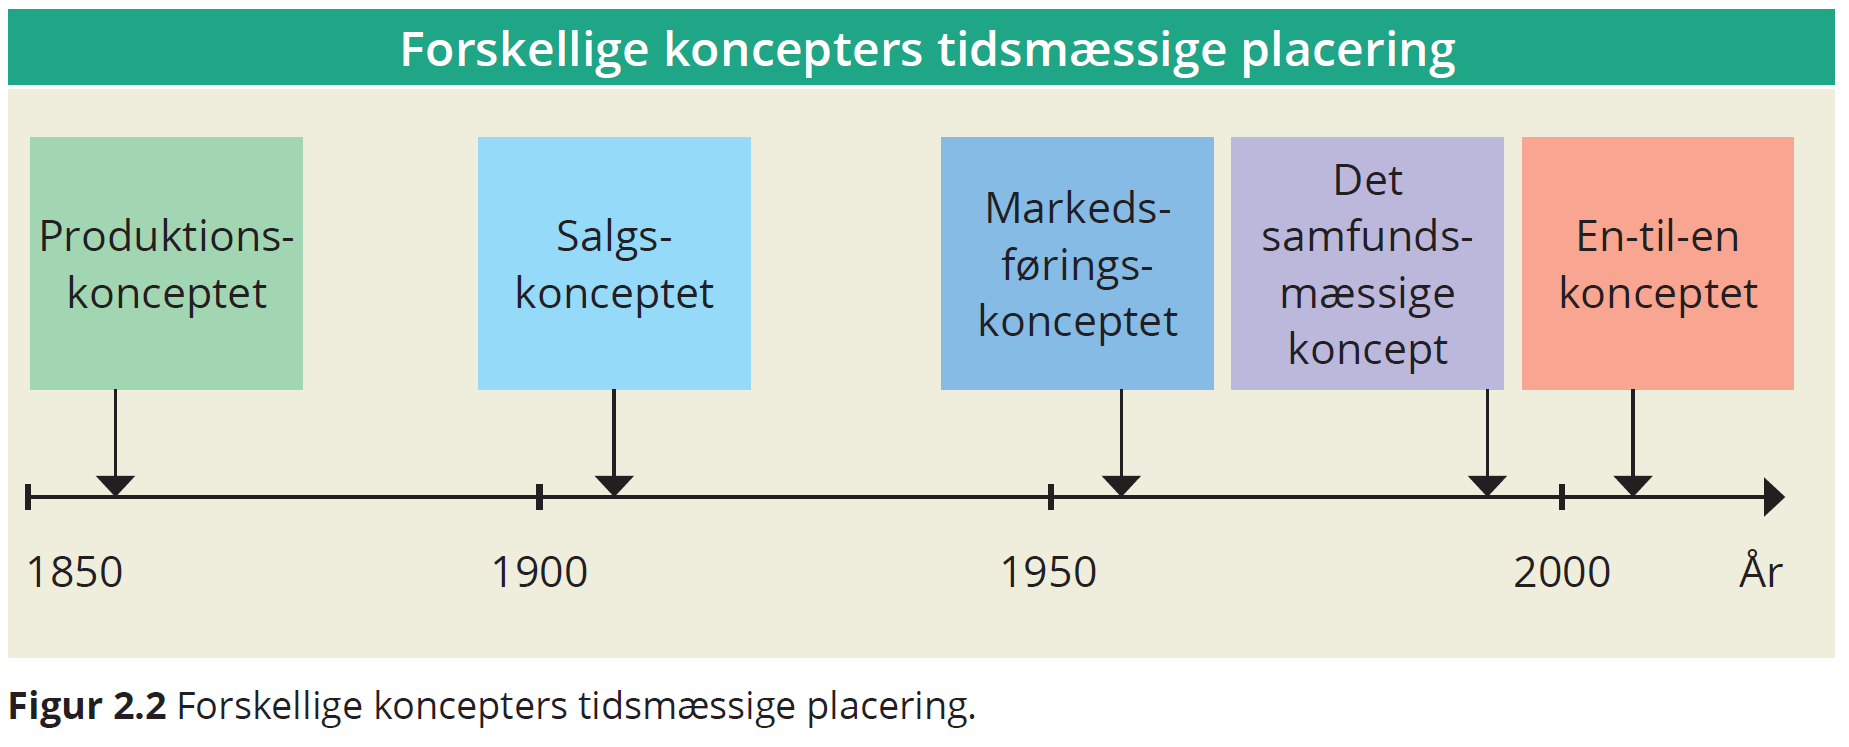 Forskellige koncepters tidsmæssige placering
Produktions-
konceptet
Salgs-
konceptet
Markeds-
førings-
konceptet
Det
samfunds-
mæssige
koncept
En-til-en
konceptet
1850
1900
1950
2000
År
Figur 2.2 Forskellige koncepters tidsmæssige placering.